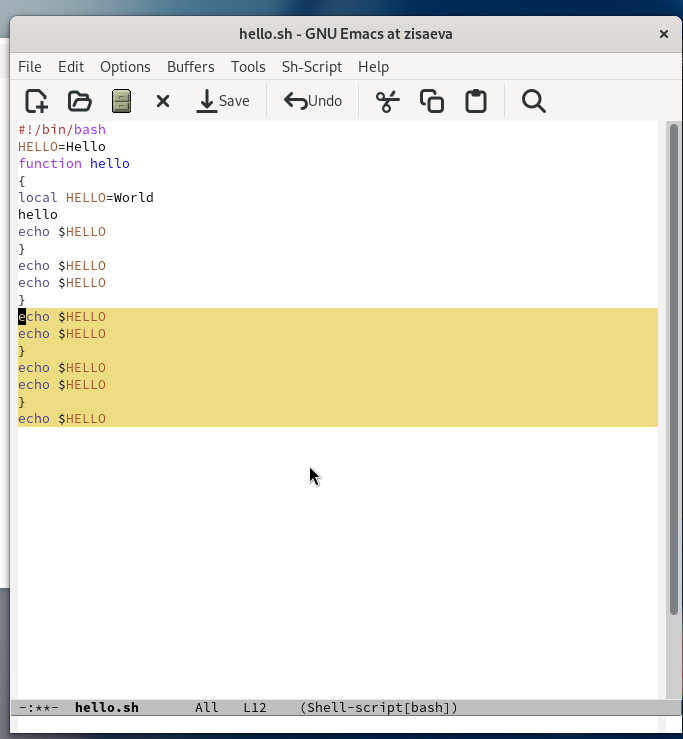 hello.sh - GNU Emacs at zisaeva
File Edit Options Buffers Tools Sh-Script Help
Save Undo
#!/bin/bash
HELLO=Hello
function hello
{
local HELLO=World
hello
echo $HELLO
}
echo $HELLO
echo $HELLO
}
echo $HELLO
echo $HELLO
}
echo $HELLO
echo $HELLO
}
echo $HELLO
-:**- hello.sh All L12 (Shell-script[bash])